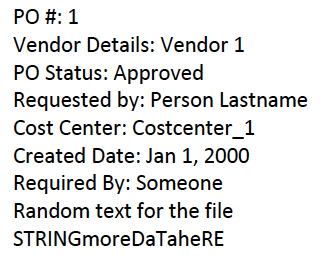 PO #: 1
Vendor Details: Vendor 1
PO Status: Approved
Requested by: Person Lastname
Cost Center: Costcenter_1
Created Date: Jan 1, 2000
Required By: Someone
Random text for the file
STRINGmoreDaTaheRE